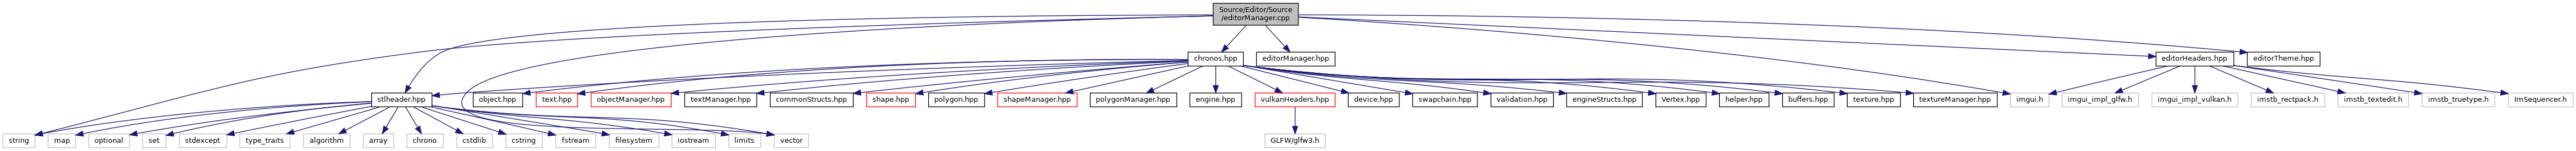 Source/Editor/Source
/editorManager.cpp
chronos.hpp
editorManager.hpp
editorHeaders.hpp
editorTheme.hpp
stlheader.hpp
object.hpp
text.hpp
objectManager.hpp
textManager.hpp
commonStructs.hpp
shape.hpp
polygon.hpp
shapeManager.hpp
polygonManager.hpp
engine.hpp
vulkanHeaders.hpp
device.hpp
swapchain.hpp
validation.hpp
engineStructs.hpp
Vertex.hpp
helper.hpp
buffers.hpp
texture.hpp
textureManager.hpp
imgui.h
imgui_impl_glfw.h
imgui_impl_vulkan.h
imstb_rectpack.h
imstb_textedit.h
imstb_truetype.h
ImSequencer.h
string
map
optional
set
stdexcept
type_traits
algorithm
array
chrono
cstdlib
cstring
fstream
filesystem
iostream
limits
vector
GLFW/glfw3.h